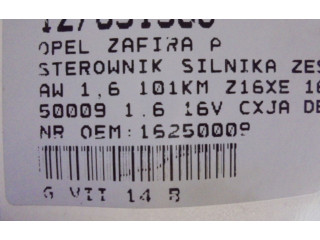 OPEL ZAFIRA A
STEROWNIK SILNIKA ZES
AW 1,6 101KM Z16XE 16
50009 1.6 16V CXJA DE
NR OEM:16250009
G VII 14 B